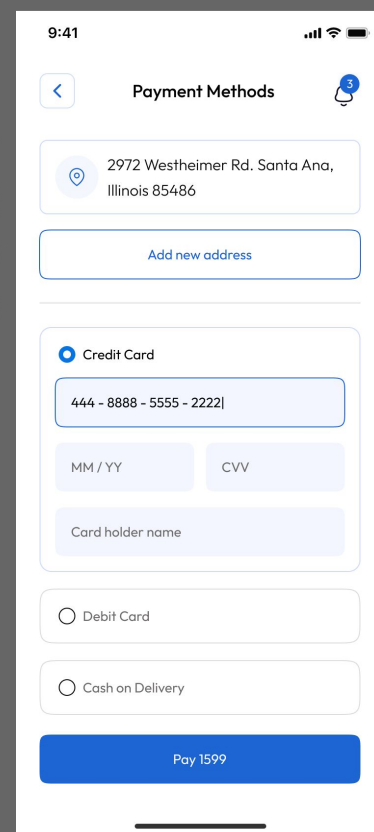 9:41
Payment Methods
3
2972 Westheimer Rd. Santa Ana,
Illinois 85486
Add new address
Credit Card
444 - 8888 - 5555 - 2222|
MM / YY
CVV
Card holder name
Debit Card
Cash on Delivery
Pay 1599